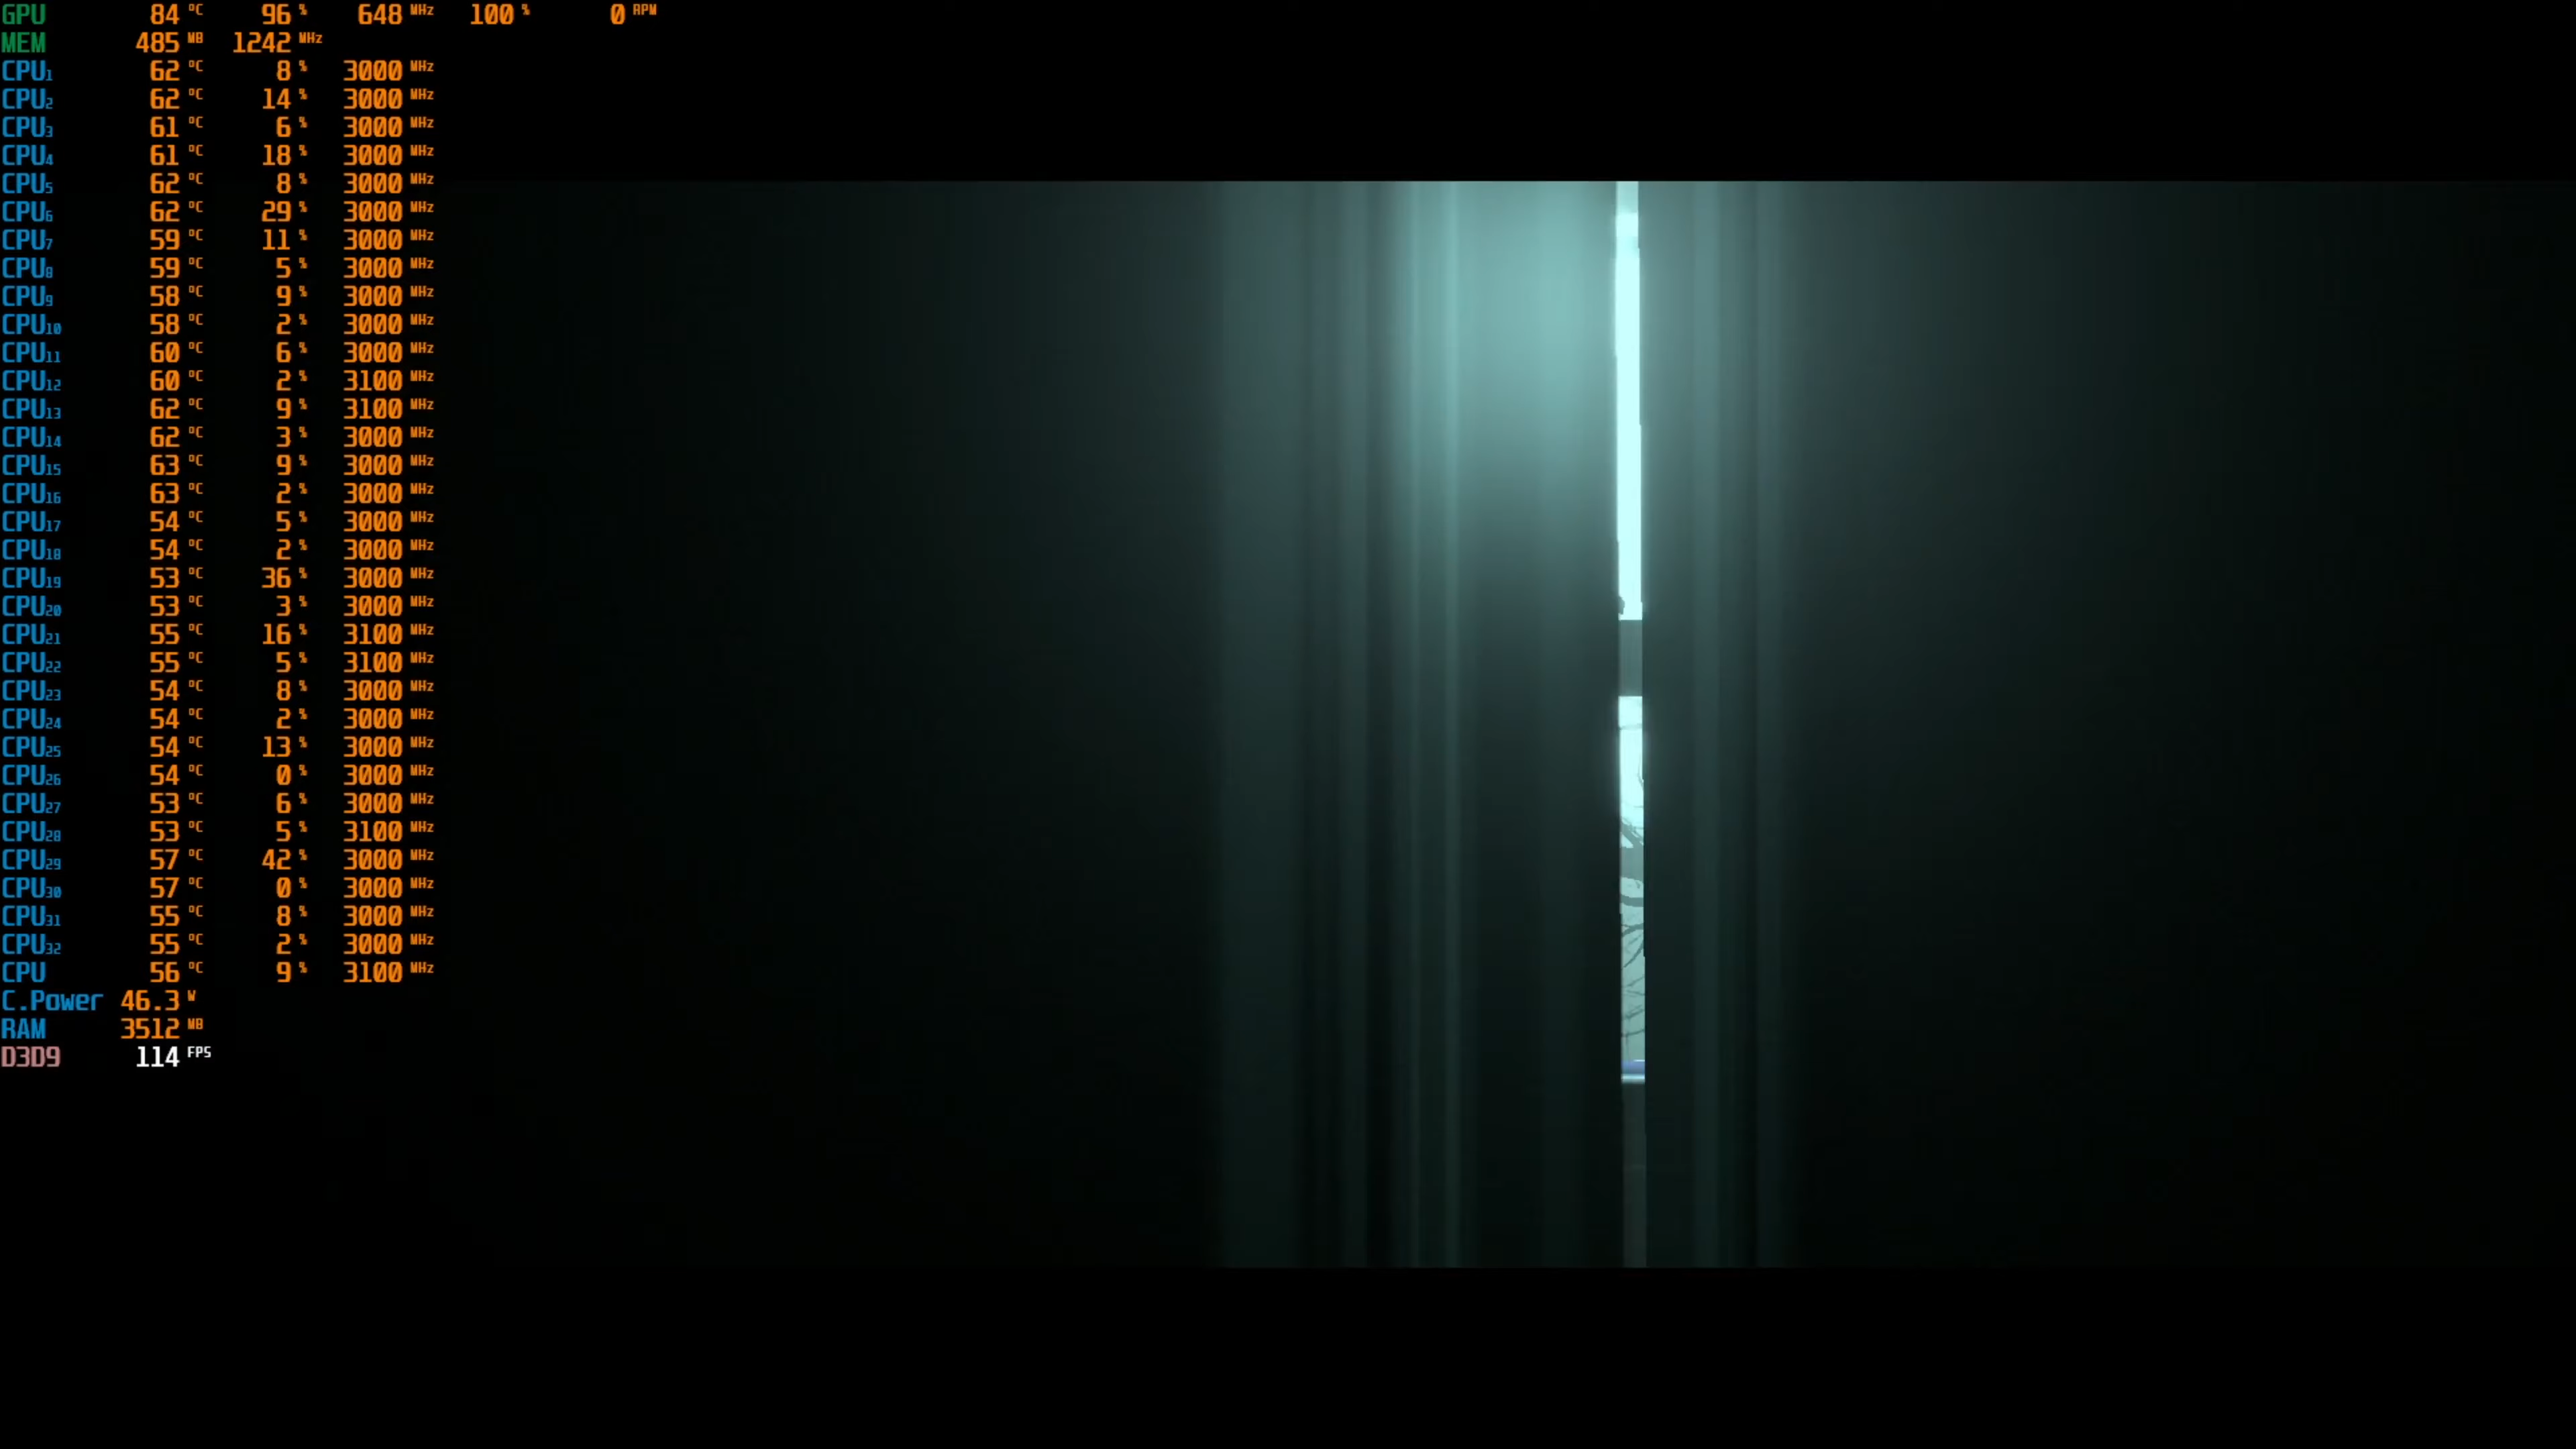 GPU 84 °C 96 % 648 MHz 100 % 0 RPM
MEM 485 MB 1242 MHz
CPU1 62 °C 8 % 3000 MHz
CPU2 62 °C 14 % 3000 MHz
CPU3 61 °C 6 % 3000 MHz
CPU4 61 °C 18 % 3000 MHz
CPU5 62 °C 8 % 3000 MHz
CPU6 62 °C 29 % 3000 MHz
CPU7 59 °C 11 % 3000 MHz
CPU8 59 °C 5 % 3000 MHz
CPU9 58 °C 9 % 3000 MHz
CPU10 58 °C 2 % 3000 MHz
CPU11 60 °C 6 % 3000 MHz
CPU12 60 °C 2 % 3100 MHz
CPU13 62 °C 9 % 3100 MHz
CPU14 62 °C 3 % 3000 MHz
CPU15 63 °C 9 % 3000 MHz
CPU16 63 °C 2 % 3000 MHz
CPU17 54 °C 5 % 3000 MHz
CPU18 54 °C 2 % 3000 MHz
CPU19 53 °C 36 % 3000 MHz
CPU20 53 °C 3 % 3000 MHz
CPU21 55 °C 16 % 3100 MHz
CPU22 55 °C 5 % 3100 MHz
CPU23 54 °C 8 % 3000 MHz
CPU24 54 °C 2 % 3000 MHz
CPU25 54 °C 13 % 3000 MHz
CPU26 54 °C 0 % 3000 MHz
CPU27 53 °C 6 % 3000 MHz
CPU28 53 °C 5 % 3100 MHz
CPU29 57 °C 42 % 3000 MHz
CPU30 57 °C 0 % 3000 MHz
CPU31 55 °C 8 % 3000 MHz
CPU32 55 °C 2 % 3000 MHz
CPU 56 °C 9 % 3100 MHz
C.Power 46.3 W
RAM 3512 MB
D3D9 114 FPS